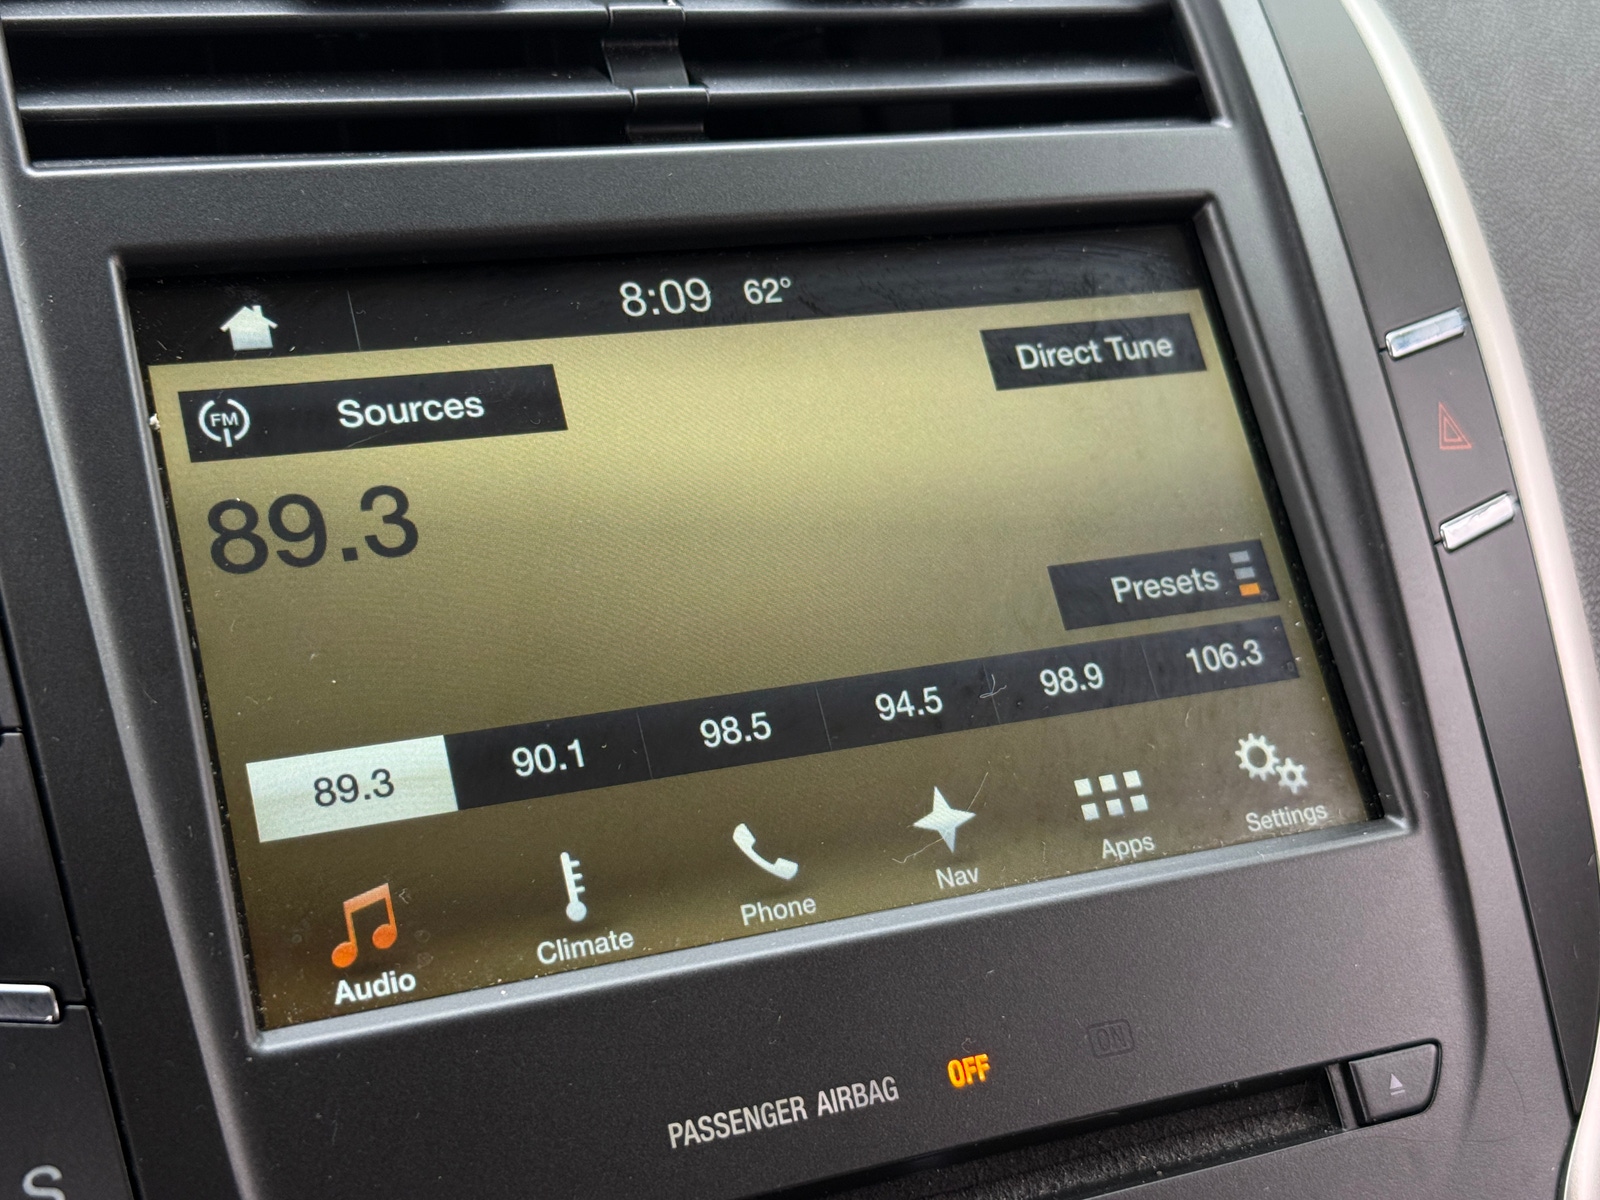 8:09 62°
FM Sources
Direct Tune
89.3
Presets
89.3 90.1 98.5 94.5 98.9 106.3
Audio Climate Phone Nav Apps Settings
PASSENGER AIRBAG OFF ON
S